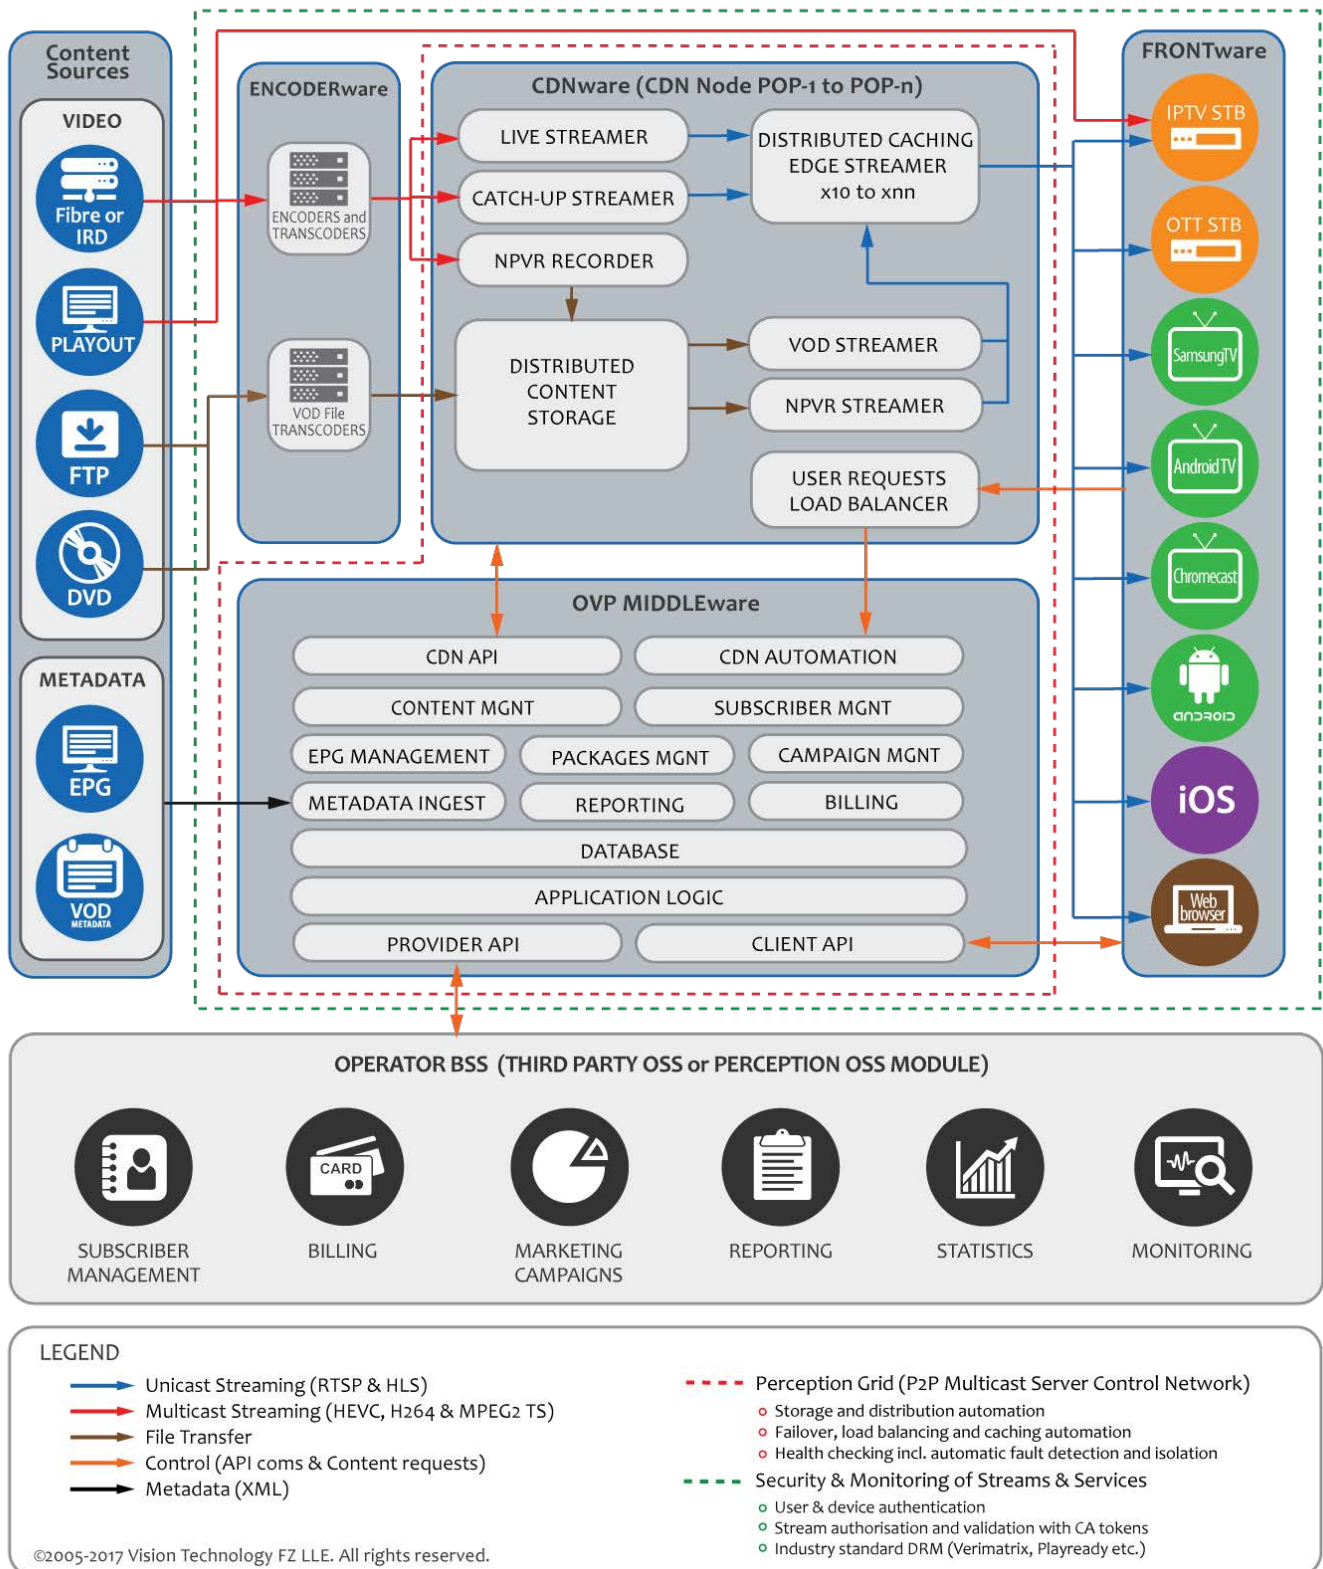 Content
Sources
VIDEO
Fibre or
IRD
PLAYOUT
FTP
DVD
METADATA
EPG
VOD
METADATA
ENCODERware
ENCODERS and
TRANSCODERS
VOD File
TRANSCODERS
CDNware (CDN Node POP-1 to POP-n)
LIVE STREAMER
CATCH-UP STREAMER
NPVR RECORDER
DISTRIBUTED CACHING
EDGE STREAMER
x10 to xnn
DISTRIBUTED
CONTENT
STORAGE
VOD STREAMER
NPVR STREAMER
USER REQUESTS
LOAD BALANCER
OVP MIDDLEware
CDN API
CDN AUTOMATION
CONTENT MGNT
SUBSCRIBER MGNT
EPG MANAGEMENT
PACKAGES MGNT
CAMPAIGN MGNT
METADATA INGEST
REPORTING
BILLING
DATABASE
APPLICATION LOGIC
PROVIDER API
CLIENT API
FRONTware
IPTV STB
OTT STB
SamsungTV
AndroidTV
Chromecast
ANDROID
iOS
Web
browser
OPERATOR BSS (THIRD PARTY OSS or PERCEPTION OSS MODULE)
CARD
SUBSCRIBER
MANAGEMENT
BILLING
MARKETING
CAMPAIGNS
REPORTING
STATISTICS
MONITORING
LEGEND
Unicast Streaming (RTSP & HLS)
Multicast Streaming (HEVC, H264 & MPEG2 TS)
File Transfer
Control (API coms & Content requests)
Metadata (XML)
Perception Grid (P2P Multicast Server Control Network)
Storage and distribution automation
Failover, load balancing and caching automation
Health checking incl. automatic fault detection and isolation
Security & Monitoring of Streams & Services
User & device authentication
Stream authorisation and validation with CA tokens
Industry standard DRM (Verimatrix, Playready etc.)
©2005-2017 Vision Technology FZ LLE. All rights reserved.